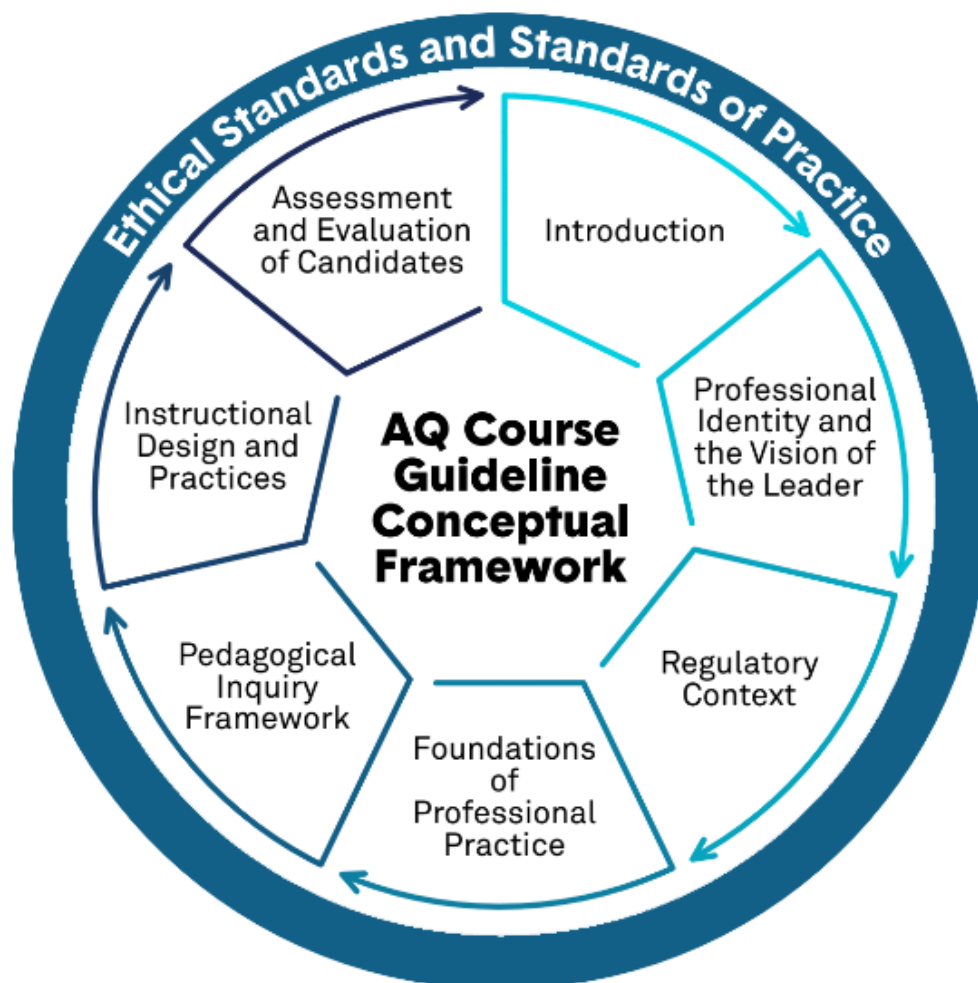 Ethical Standards and Standards of Practice
Introduction
Professional
Identity and
the Vision of
the Leader
Regulatory
Context
Foundations
of
Professional
Practice
Pedagogical
Inquiry
Framework
Instructional
Design and
Practices
Assessment
and Evaluation
of Candidates
AQ Course
Guideline
Conceptual
Framework